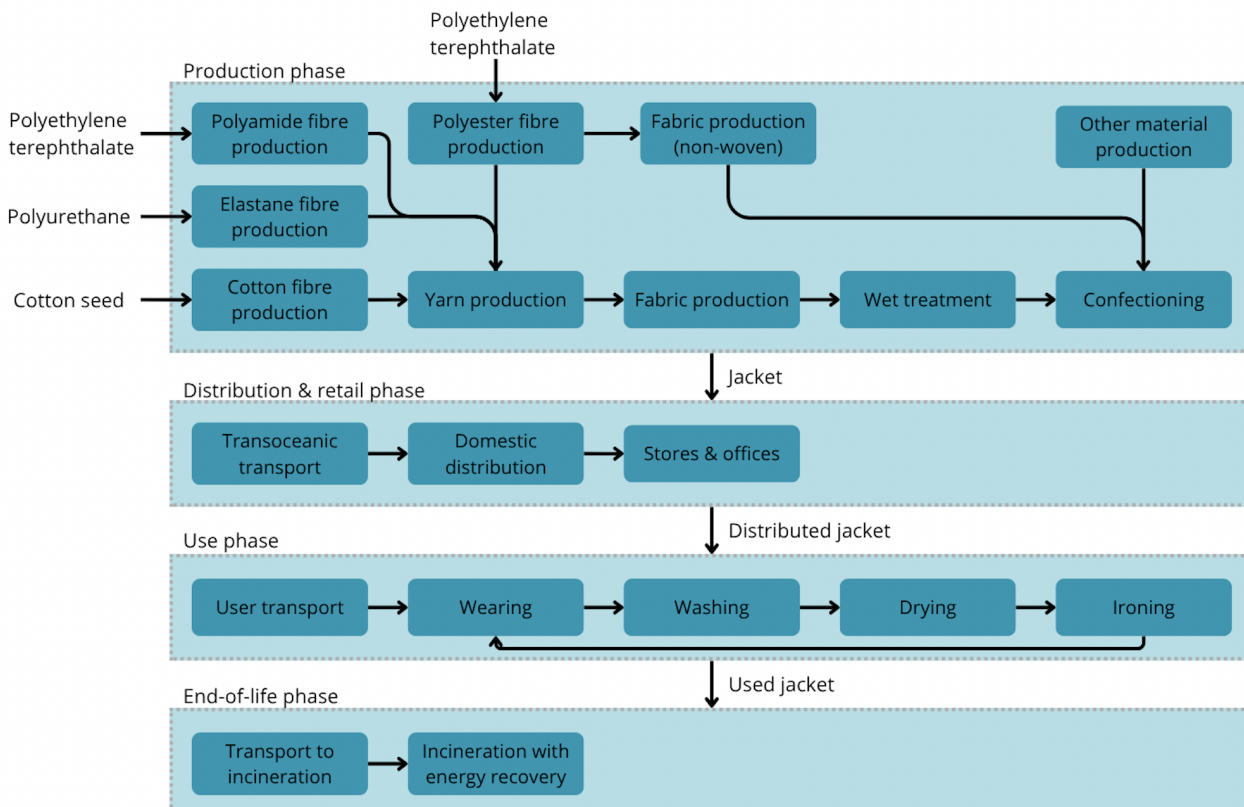 Polyethylene
terephthalate
Production phase
Polyethylene
terephthalate
Polyamide fibre
production
Polyester fibre
production
Fabric production
(non-woven)
Other material
production
Polyurethane
Elastane fibre
production
Cotton seed
Cotton fibre
production
Yarn production
Fabric production
Wet treatment
Confectioning
Jacket
Distribution & retail phase
Transoceanic
transport
Domestic
distribution
Stores & offices
Distributed jacket
Use phase
User transport
Wearing
Washing
Drying
Ironing
Used jacket
End-of-life phase
Transport to
incineration
Incineration with
energy recovery